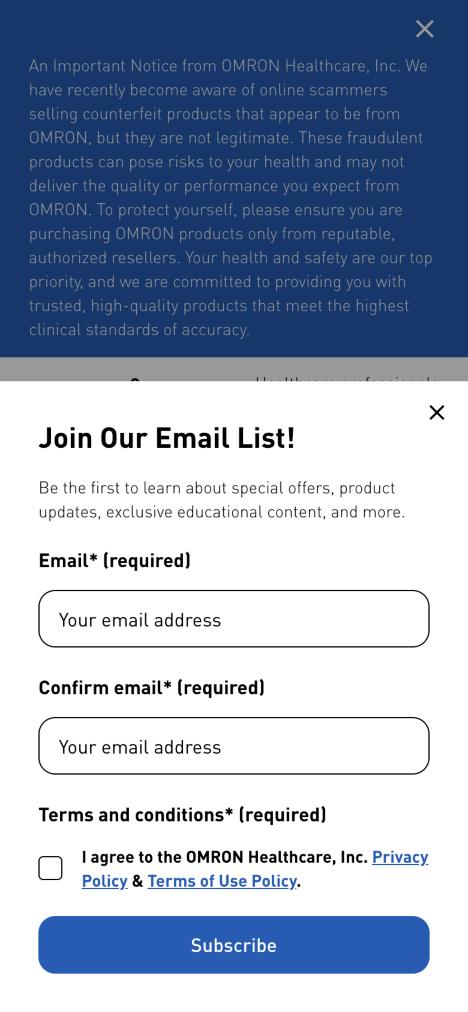 An Important Notice from OMRON Healthcare, Inc. We
have recently become aware of online scammers
selling counterfeit products that appear to be from
OMRON, but they are not legitimate. These fraudulent
products can pose risks to your health and may not
deliver the quality or performance you expect from
OMRON. To protect yourself, please ensure you are
purchasing OMRON products only from reputable,
authorized resellers. Your health and safety are our top
priority, and we are committed to providing you with
trusted, high-quality products that meet the highest
clinical standards of accuracy.
Healthcare professionals
Join Our Email List!
Be the first to learn about special offers, product
updates, exclusive educational content, and more.
Email* (required)
Your email address
Confirm email* (required)
Your email address
Terms and conditions* (required)
I agree to the OMRON Healthcare, Inc. Privacy
Policy & Terms of Use Policy.
Subscribe